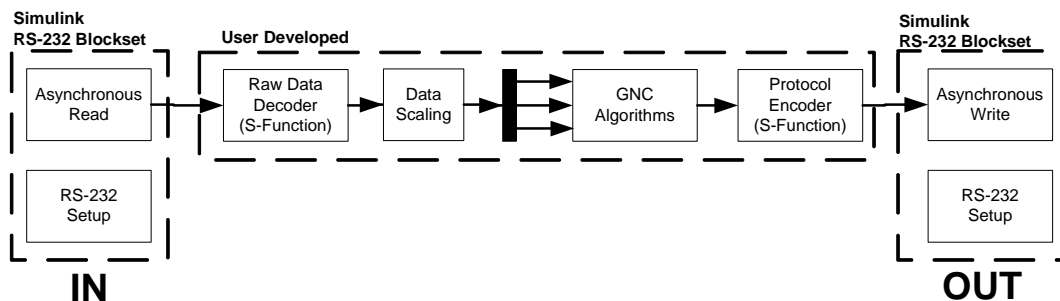 Simulink
RS-232 Blockset
Asynchronous
Read
RS-232
Setup
IN
User Developed
Raw Data
Decoder
(S-Function)
Data
Scaling
GNC
Algorithms
Protocol
Encoder
(S-Function)
Simulink
RS-232 Blockset
Asynchronous
Write
RS-232
Setup
OUT